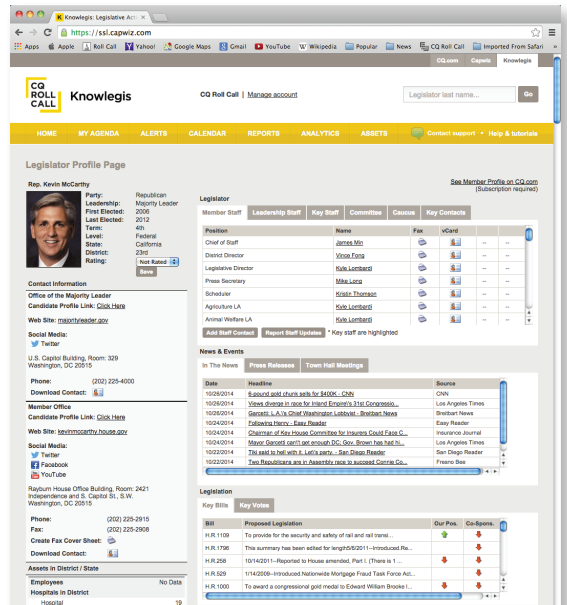 Knowlegis: Legislative Acti
https://ssl.capwiz.com
Apps Apple Roll Call Yahoo! Google Maps Gmail YouTube Wikipedia Popular News CQ Roll Call Imported From Safari »
CQ.com Capwiz Knowlegis
CQ
ROLL
CALL
Knowlegis
CQ Roll Call | Manage account
Legislator last name...
Go
HOME MY AGENDA ALERTS CALENDAR REPORTS ANALYTICS ASSETS Contact support • Help & tutorials
Legislator Profile Page
See Member Profile on CQ.com
(Subscription required)
Rep. Kevin McCarthy
Party: Republican
Leadership: Majority Leader
First Elected: 2006
Last Elected: 2012
Term: 4th
Level: Federal
State: California
District: 23rd
Rating: Not Rated
Save
Contact Information
Office of the Majority Leader
Candidate Profile Link: Click Here
Web Site: majorityleader.gov
Social Media:
Twitter
U.S. Capitol Building, Room: 329
Washington, DC 20515
Phone: (202) 225-4000
Download Contact:
Member Office
Candidate Profile Link: Click Here
Web Site: kevinmccarthy.house.gov
Social Media:
Twitter
Facebook
YouTube
Rayburn House Office Building, Room: 2421
Independence and S. Capitol St., S.W.
Washington, DC 20515
Phone: (202) 225-2915
Fax: (202) 225-2908
Create Fax Cover Sheet:
Download Contact:
Assets in District / State
Employees No Data
Hospitals in District
Hospital 19
Legislator
Member Staff Leadership Staff Key Staff Committee Caucus Key Contacts
Position Name Fax vCard -- --
Chief of Staff James Min -- --
District Director Vince Fong -- --
Legislative Director Kyle Lombardi -- --
Press Secretary Mike Long -- --
Scheduler Kristin Thomson -- --
Agriculture LA Kyle Lombardi -- --
Animal Welfare LA Kyle Lombardi -- --
Add Staff Contact Report Staff Updates * Key staff are highlighted
News & Events
In The News Press Releases Town Hall Meetings
Date Headline Source
10/26/2014 6-pound gold chunk sells for $400K - CNN CNN
10/26/2014 Views diverge in race for Inland Empire's 31st Congressio... Los Angeles Times
10/26/2014 Garcetti: L.A.\'s Chief Washington Lobbyist - Breitbart News Breitbart News
10/24/2014 Following Henry - Easy Reader Easy Reader
10/24/2014 Chairman of Key House Committee for Insurers Could Face C... Insurance Journal
10/24/2014 Mayor Garcetti can't get enough DC; Gov. Brown has had hi... Los Angeles Times
10/22/2014 Tiki said to hell with it. Let\'s party. - San Diego Reader San Diego Reader
10/22/2014 Two Republicans are in Assembly race to succeed Connie Co... Fresno Bee
Legislation
Key Bills Key Votes
Bill Proposed Legislation Our Pos. Co-Spons.
H.R.1109 To provide for the security and safety of rail and rail transi...
H.R.1796 This summary has been edited for length5/6/2011--Introduced.Re...
H.R.258 10/14/2011--Reported to House amended, Part I. (There is 1 ...
H.R.529 1/14/2009--Introduced.Nationwide Mortgage Fraud Task Force Act...
H.R.1000 To award a congressional gold medal to Edward William Brooke I...